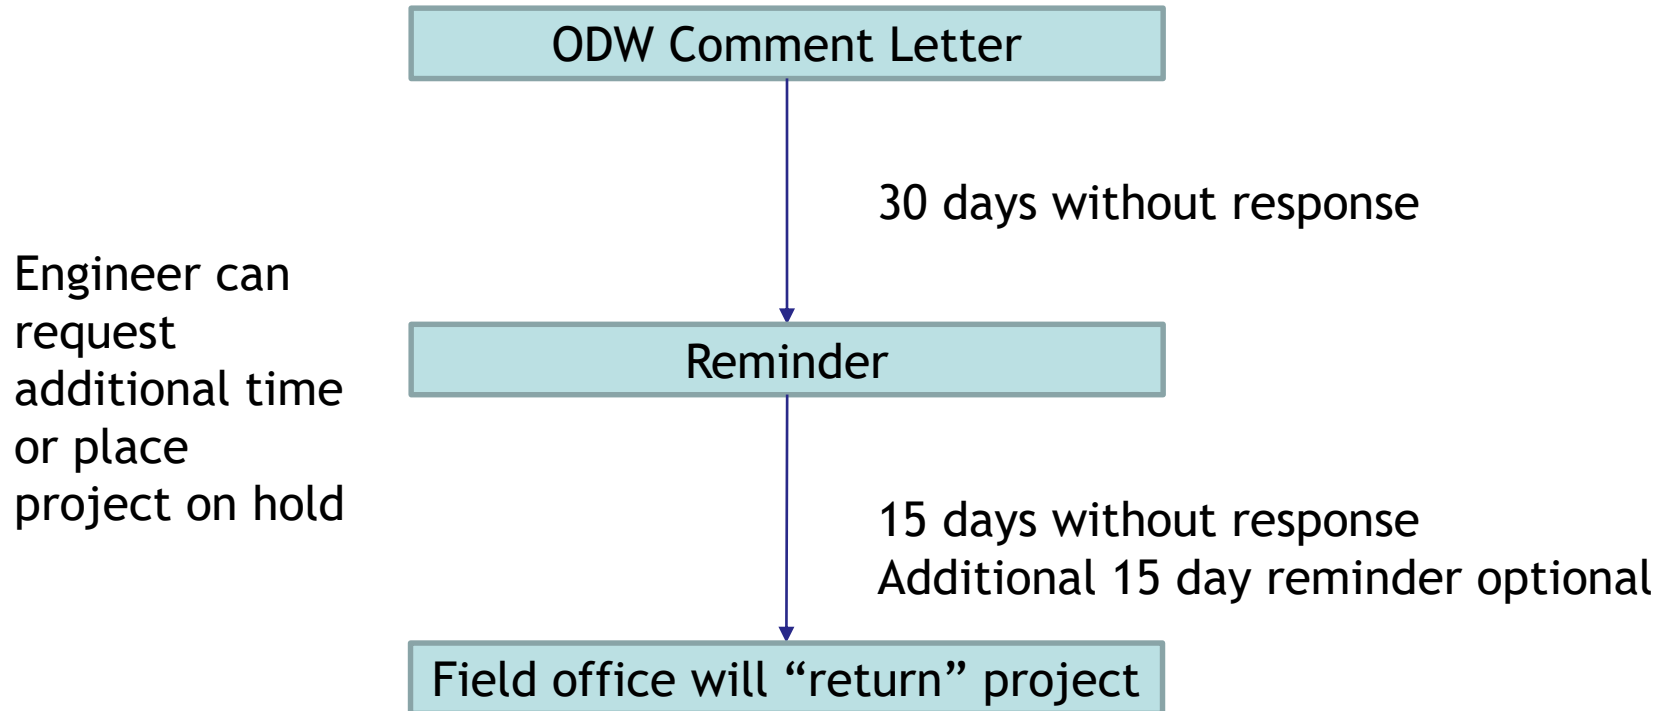 ODW Comment Letter
30 days without response
Engineer can
request
additional time
or place
project on hold
Reminder
15 days without response
Additional 15 day reminder optional
Field office will “return” project